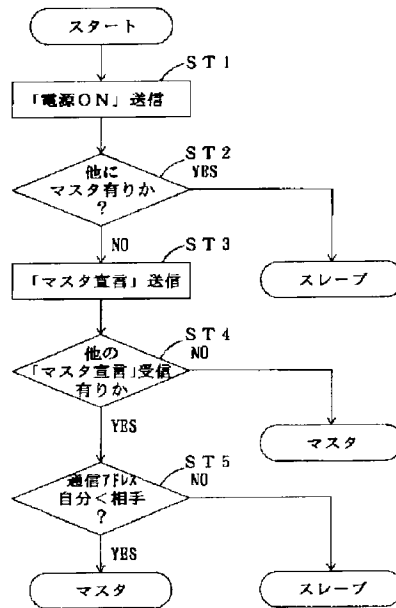 スタート
ST1
「電源ON」送信
ST2
他に
マスタ有りか
?
YES
NO
ST3
「マスタ宣言」送信
スレーブ
ST4
他の
「マスタ宣言」受信
有りか
NO
YES
マスタ
ST5
通信アドレス
自分<相手
?
NO
YES
マスタ
スレーブ